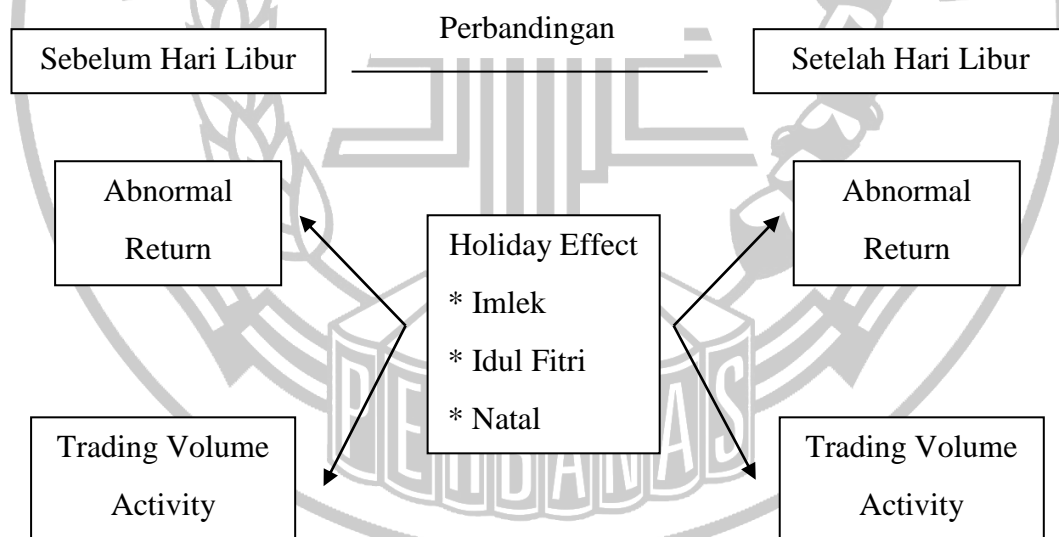 Perbandingan
Sebelum Hari Libur
Setelah Hari Libur
Abnormal
Return
Abnormal
Return
Holiday Effect
* Imlek
* Idul Fitri
* Natal
Trading Volume
Activity
Trading Volume
Activity
PERBANAS